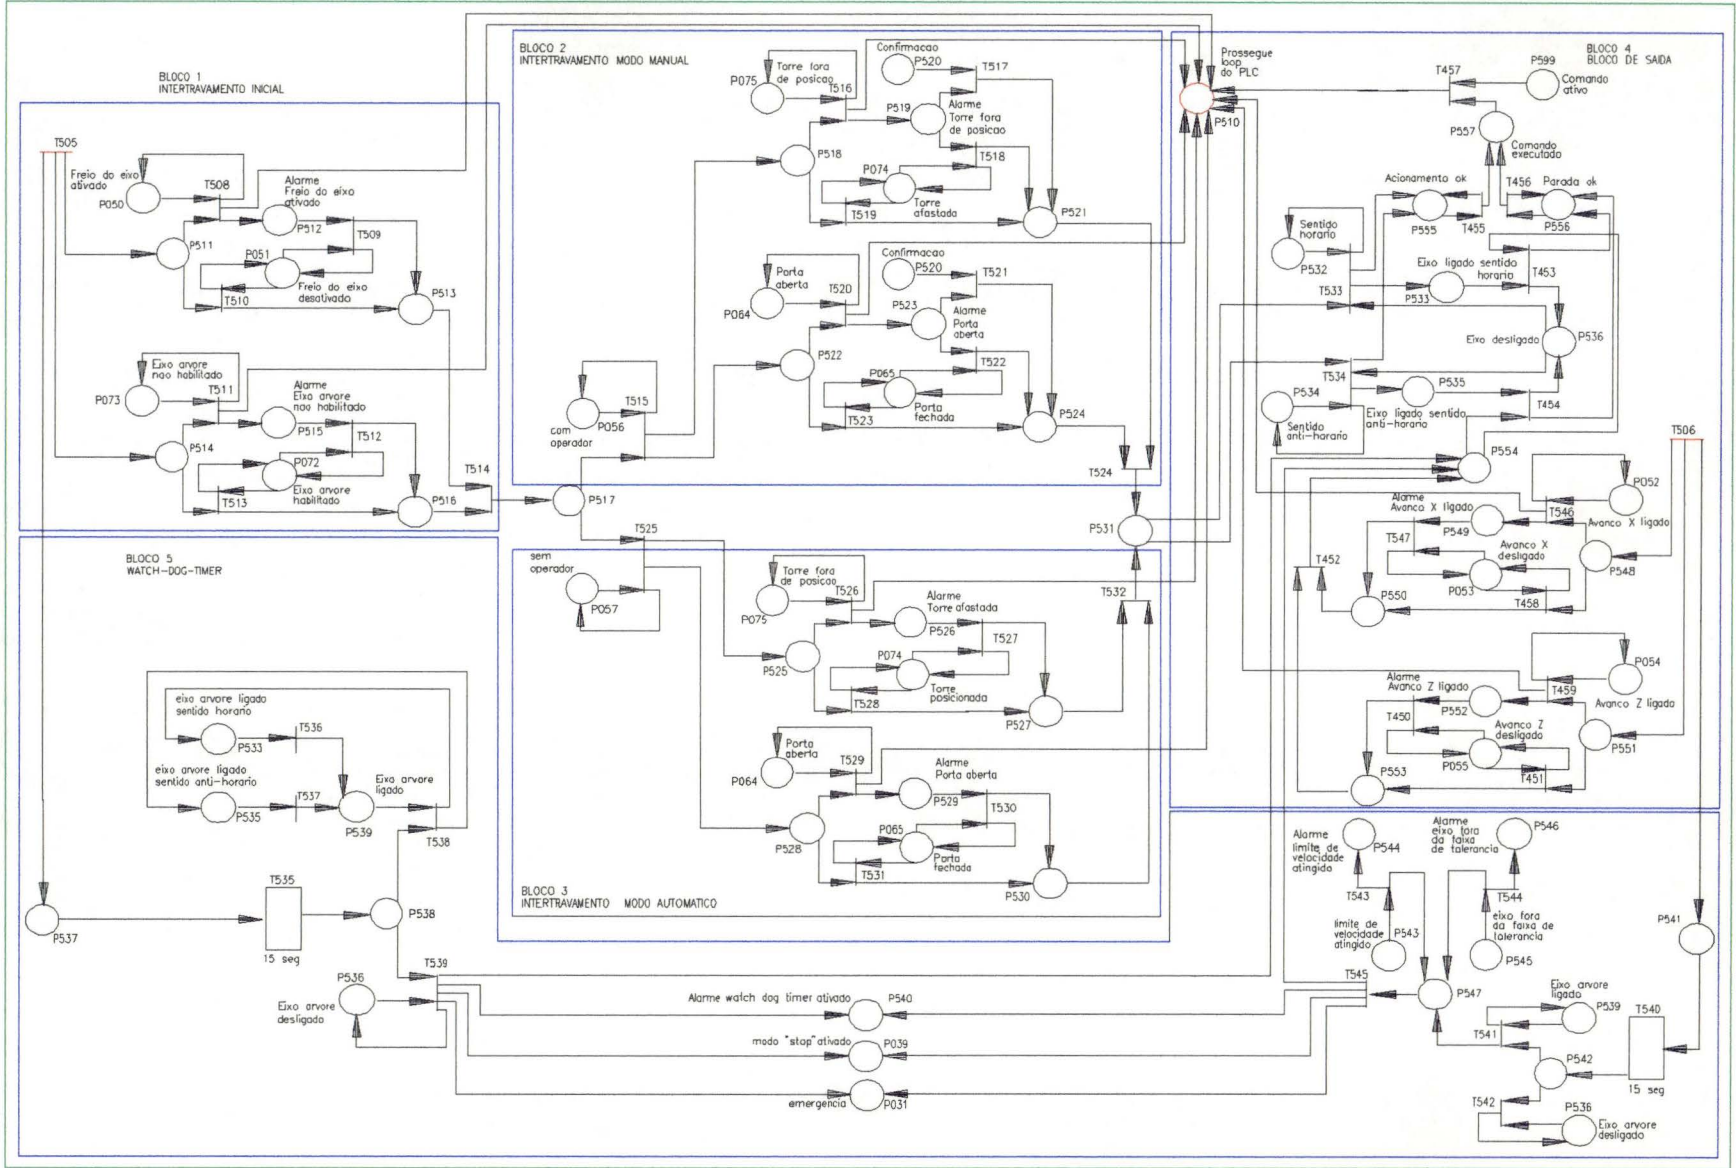 BLOCO 1
INTERTRAVAMENTO INICIAL
T505
Freio do eixo
ativado
P050
T508
Alarme
Freio do eixo
ativado
P512
T509
P511
P051
Freio do eixo
desativado
T510
P513
Eixo arvore
nao habilitado
P073
T511
Alarme
Eixo arvore
nao habilitado
P515
T512
P514
P072
Eixo arvore
habilitado
T513
P516
T514
P517
BLOCO 2
INTERTRAVAMENTO MODO MANUAL
Torre fora
de posicao
P075
T516
Confirmacao
P520
T517
P519
Alarme
Torre fora
de posicao
P518
T518
P074
Torre
afastada
T519
P521
Porta
aberta
P064
T520
Confirmacao
P520
T521
P523
Alarme
Porta
aberta
P522
T522
P065
Porta
fechada
T523
P524
com
operador
P056
T515
T524
P531
T525
sem
operador
P057
BLOCO 3
INTERTRAVAMENTO MODO AUTOMATICO
Torre fora
de posicao
P075
T526
Alarme
Torre afastada
P526
T527
P525
P074
Torre
posicionada
T528
P527
T532
Porta
aberta
P064
T529
Alarme
Porta aberta
P529
T530
P528
P065
Porta
fechada
T531
P530
BLOCO 4
BLOCO DE SAIDA
Prossegue
loop
do PLC
P510
T457
P599
Comando
ativo
P557
Comando
executado
Acionamento ok
P555
T455
T456
Parada ok
P556
Sentido
horario
P532
T533
Eixo ligado sentido
horario
P533
T453
P536
Eixo desligado
T534
P534
Sentido
anti-horario
P535
Eixo ligado sentido
anti-horario
T454
P554
T506
P052
T546
Avanco X ligado
Alarme
Avanco X ligado
P549
T547
Avanco X
desligado
P053
T458
P548
P550
T452
P054
T459
Avanco Z ligado
Alarme
Avanco Z ligado
P552
T450
Avanco Z
desligado
P055
T451
P551
P553
BLOCO 5
WATCH-DOG-TIMER
eixo arvore ligado
sentido horario
P533
T536
eixo arvore ligado
sentido anti-horario
P535
T537
Eixo arvore
ligado
P539
T538
P537
T535
15 seg
P538
T539
P536
Eixo arvore
desligado
Alarme watch dog timer ativado
P540
modo "stop" ativado
P039
emergencia
P031
T545
Alarme
limite de
velocidade
atingido
P544
T543
limite de
velocidade
atingido
P543
Alarme
eixo fora
da faixa
de tolerancia
P546
T544
eixo fora
da faixa de
tolerancia
P545
P547
P541
Eixo arvore
ligado
P539
T541
T540
15 seg
P542
T542
P536
Eixo arvore
desligado